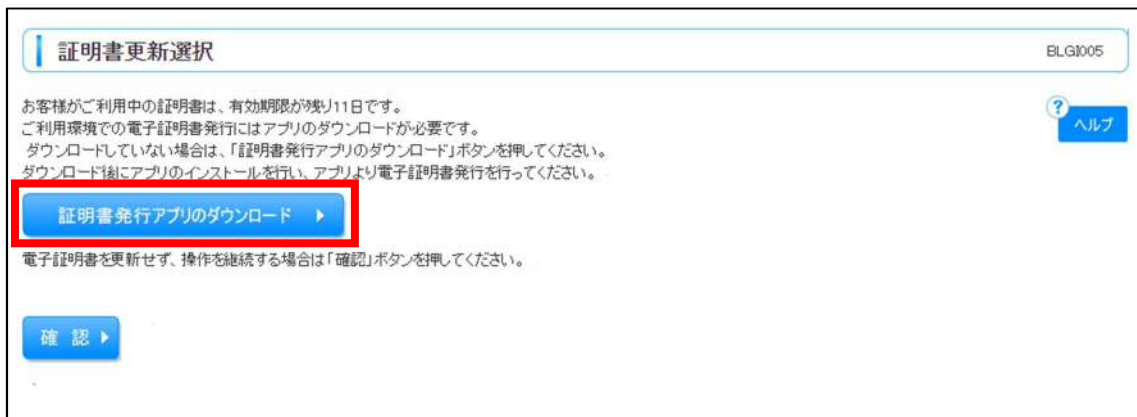 証明書更新選択
BLGI005
お客様がご利用中の証明書は、有効期限が残り11日です。
ご利用環境での電子証明書発行にはアプリのダウンロードが必要です。
ダウンロードしていない場合は、「証明書発行アプリのダウンロード」ボタンを押してください。
ダウンロード後にアプリのインストールを行い、アプリより電子証明書発行を行ってください。
?
ヘルプ
証明書発行アプリのダウンロード
電子証明書を更新せず、操作を継続する場合は「確認」ボタンを押してください。
確 認